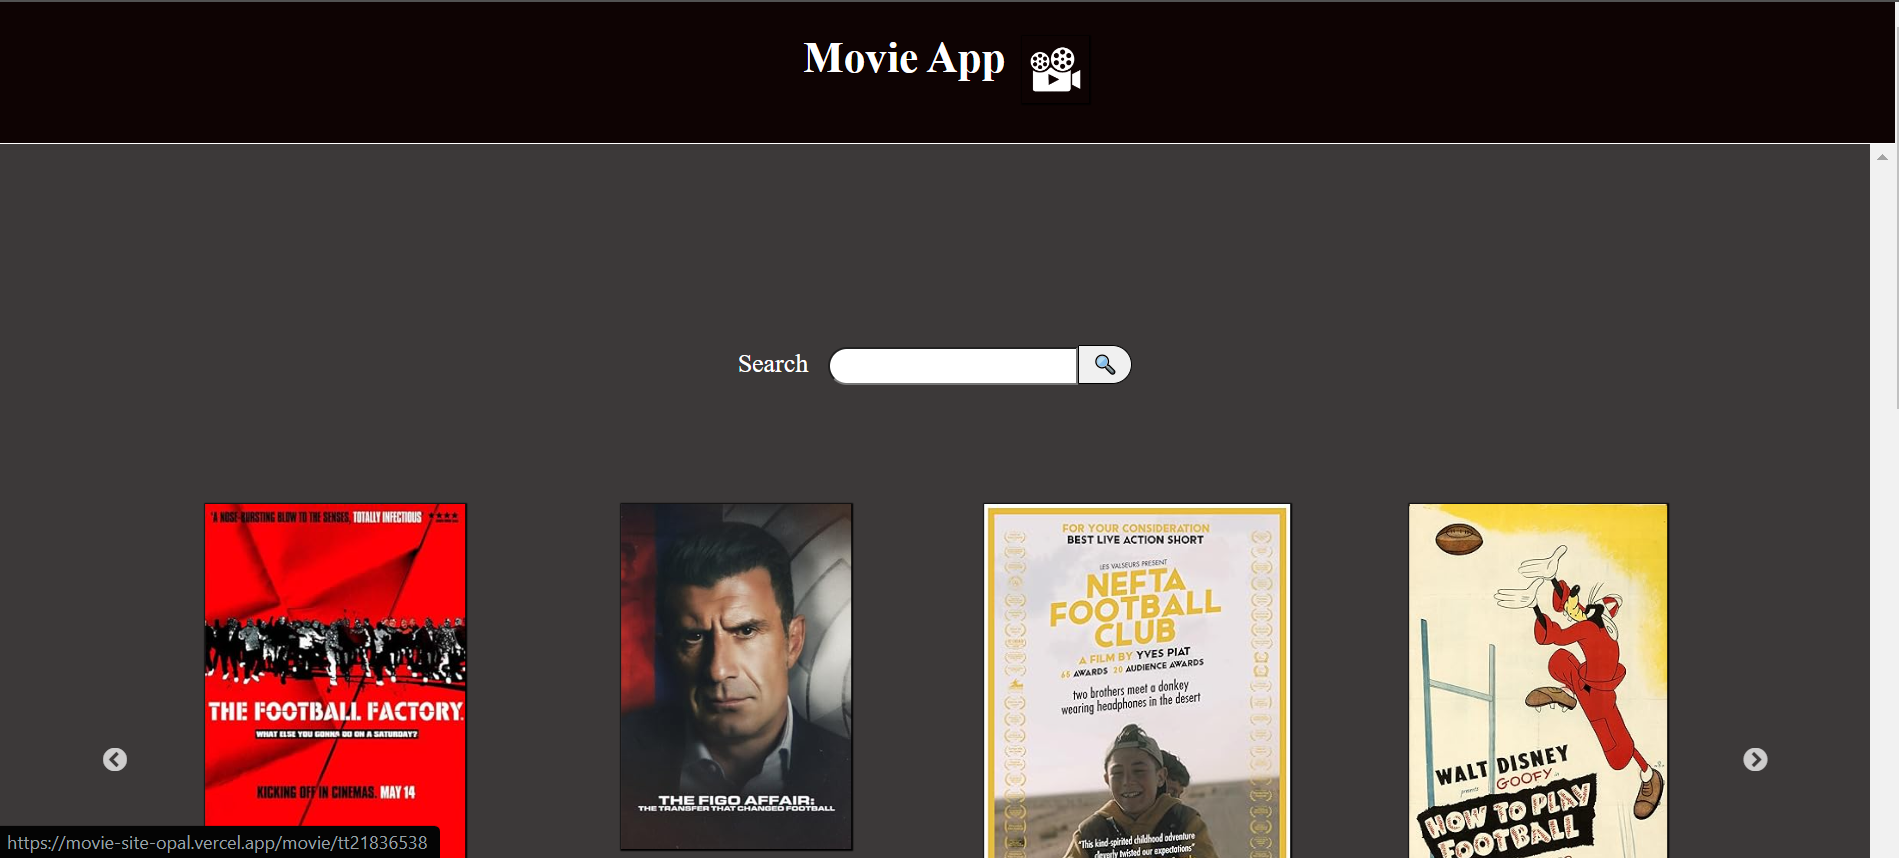 Movie App
Search
'A NOSE-BURSTING BLOW TO THE SENSES, TOTALLY INFECTIOUS ★★★★
THE FOOTBALL FACTORY.
WHAT ELSE YOU GONNA DO ON A SATURDAY?
KICKING OFF IN CINEMAS. MAY 14
THE FIGO AFFAIR:
THE TRANSFER THAT CHANGED FOOTBALL
FOR YOUR CONSIDERATION
BEST LIVE ACTION SHORT
LES VALSEURS PRESENT
NEFTA
FOOTBALL
CLUB
A FILM BY YVES PIAT
65 AWARDS 20 AUDIENCE AWARDS
two brothers meet a donkey
wearing headphones in the desert
"This kind-spirited childhood adventure
cleverly twisted our expectations"
WALT DISNEY
presents GOOFY in
HOW TO PLAY
FOOTBALL
https://movie-site-opal.vercel.app/movie/tt21836538